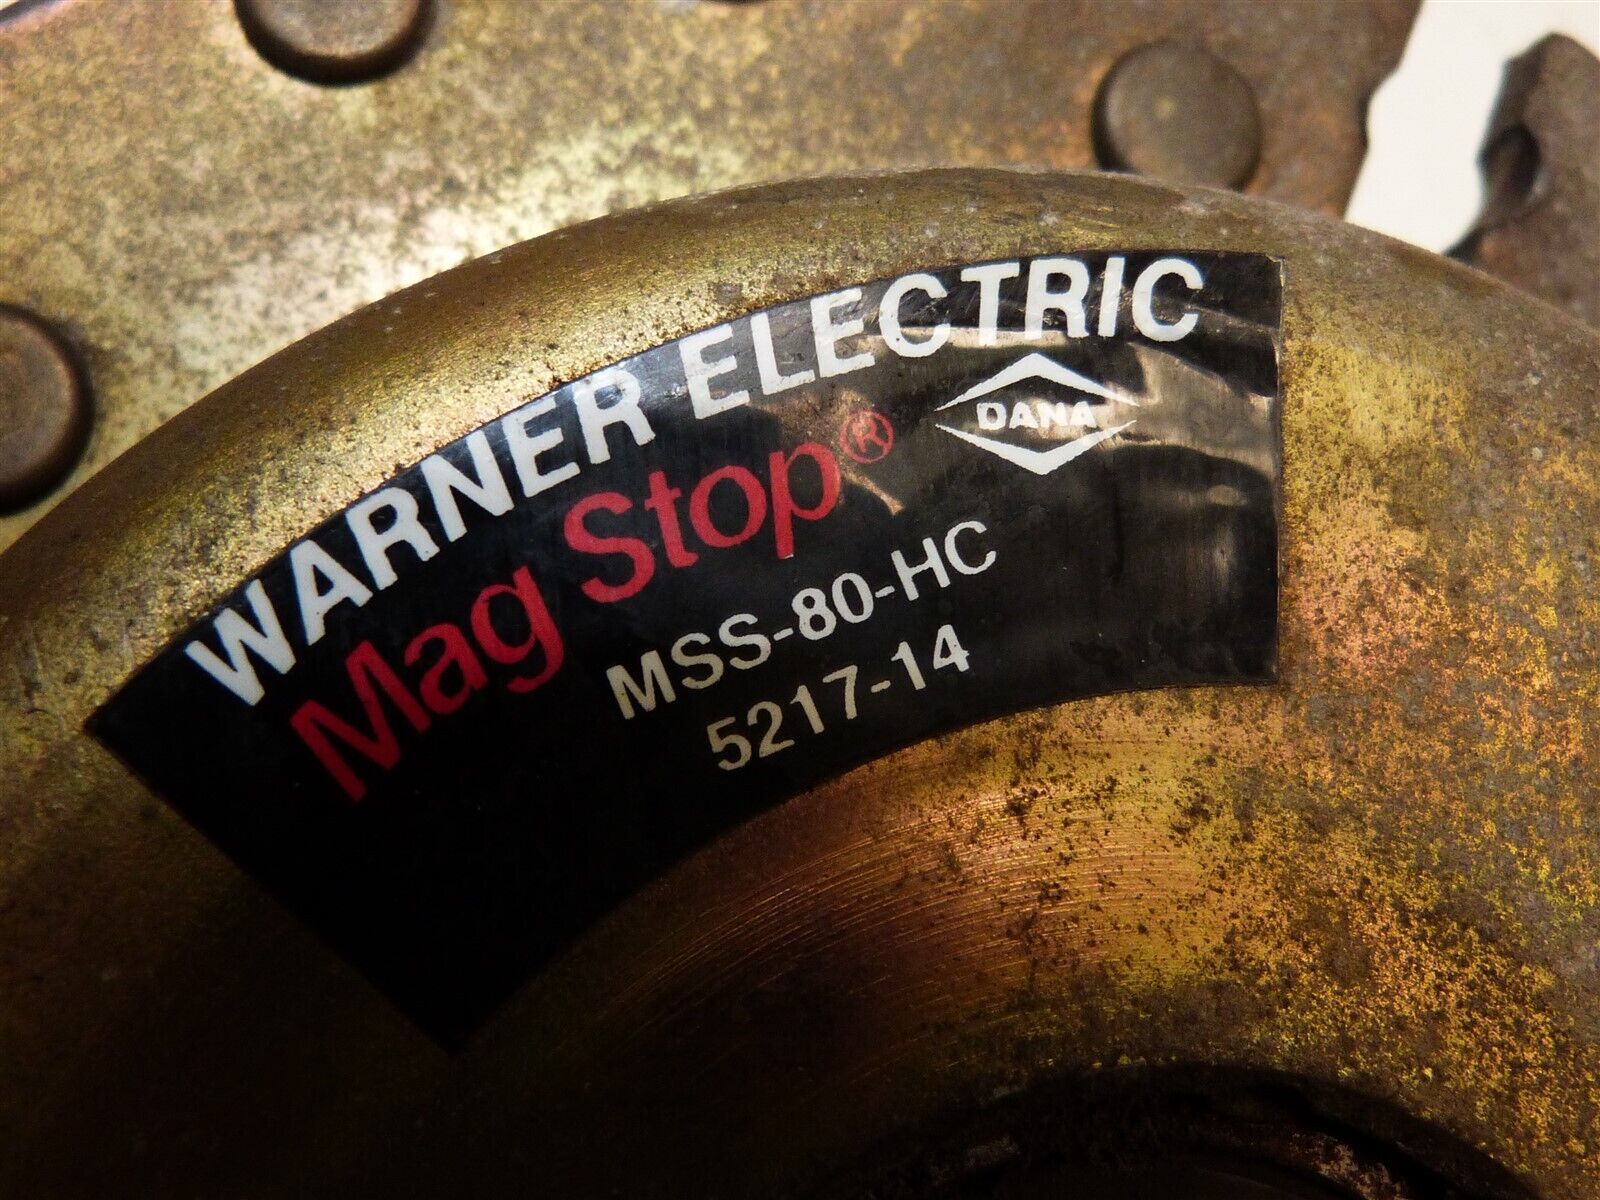 WARNER ELECTRIC
Mag Stop®
DANA
MSS-80-HC
5217-14